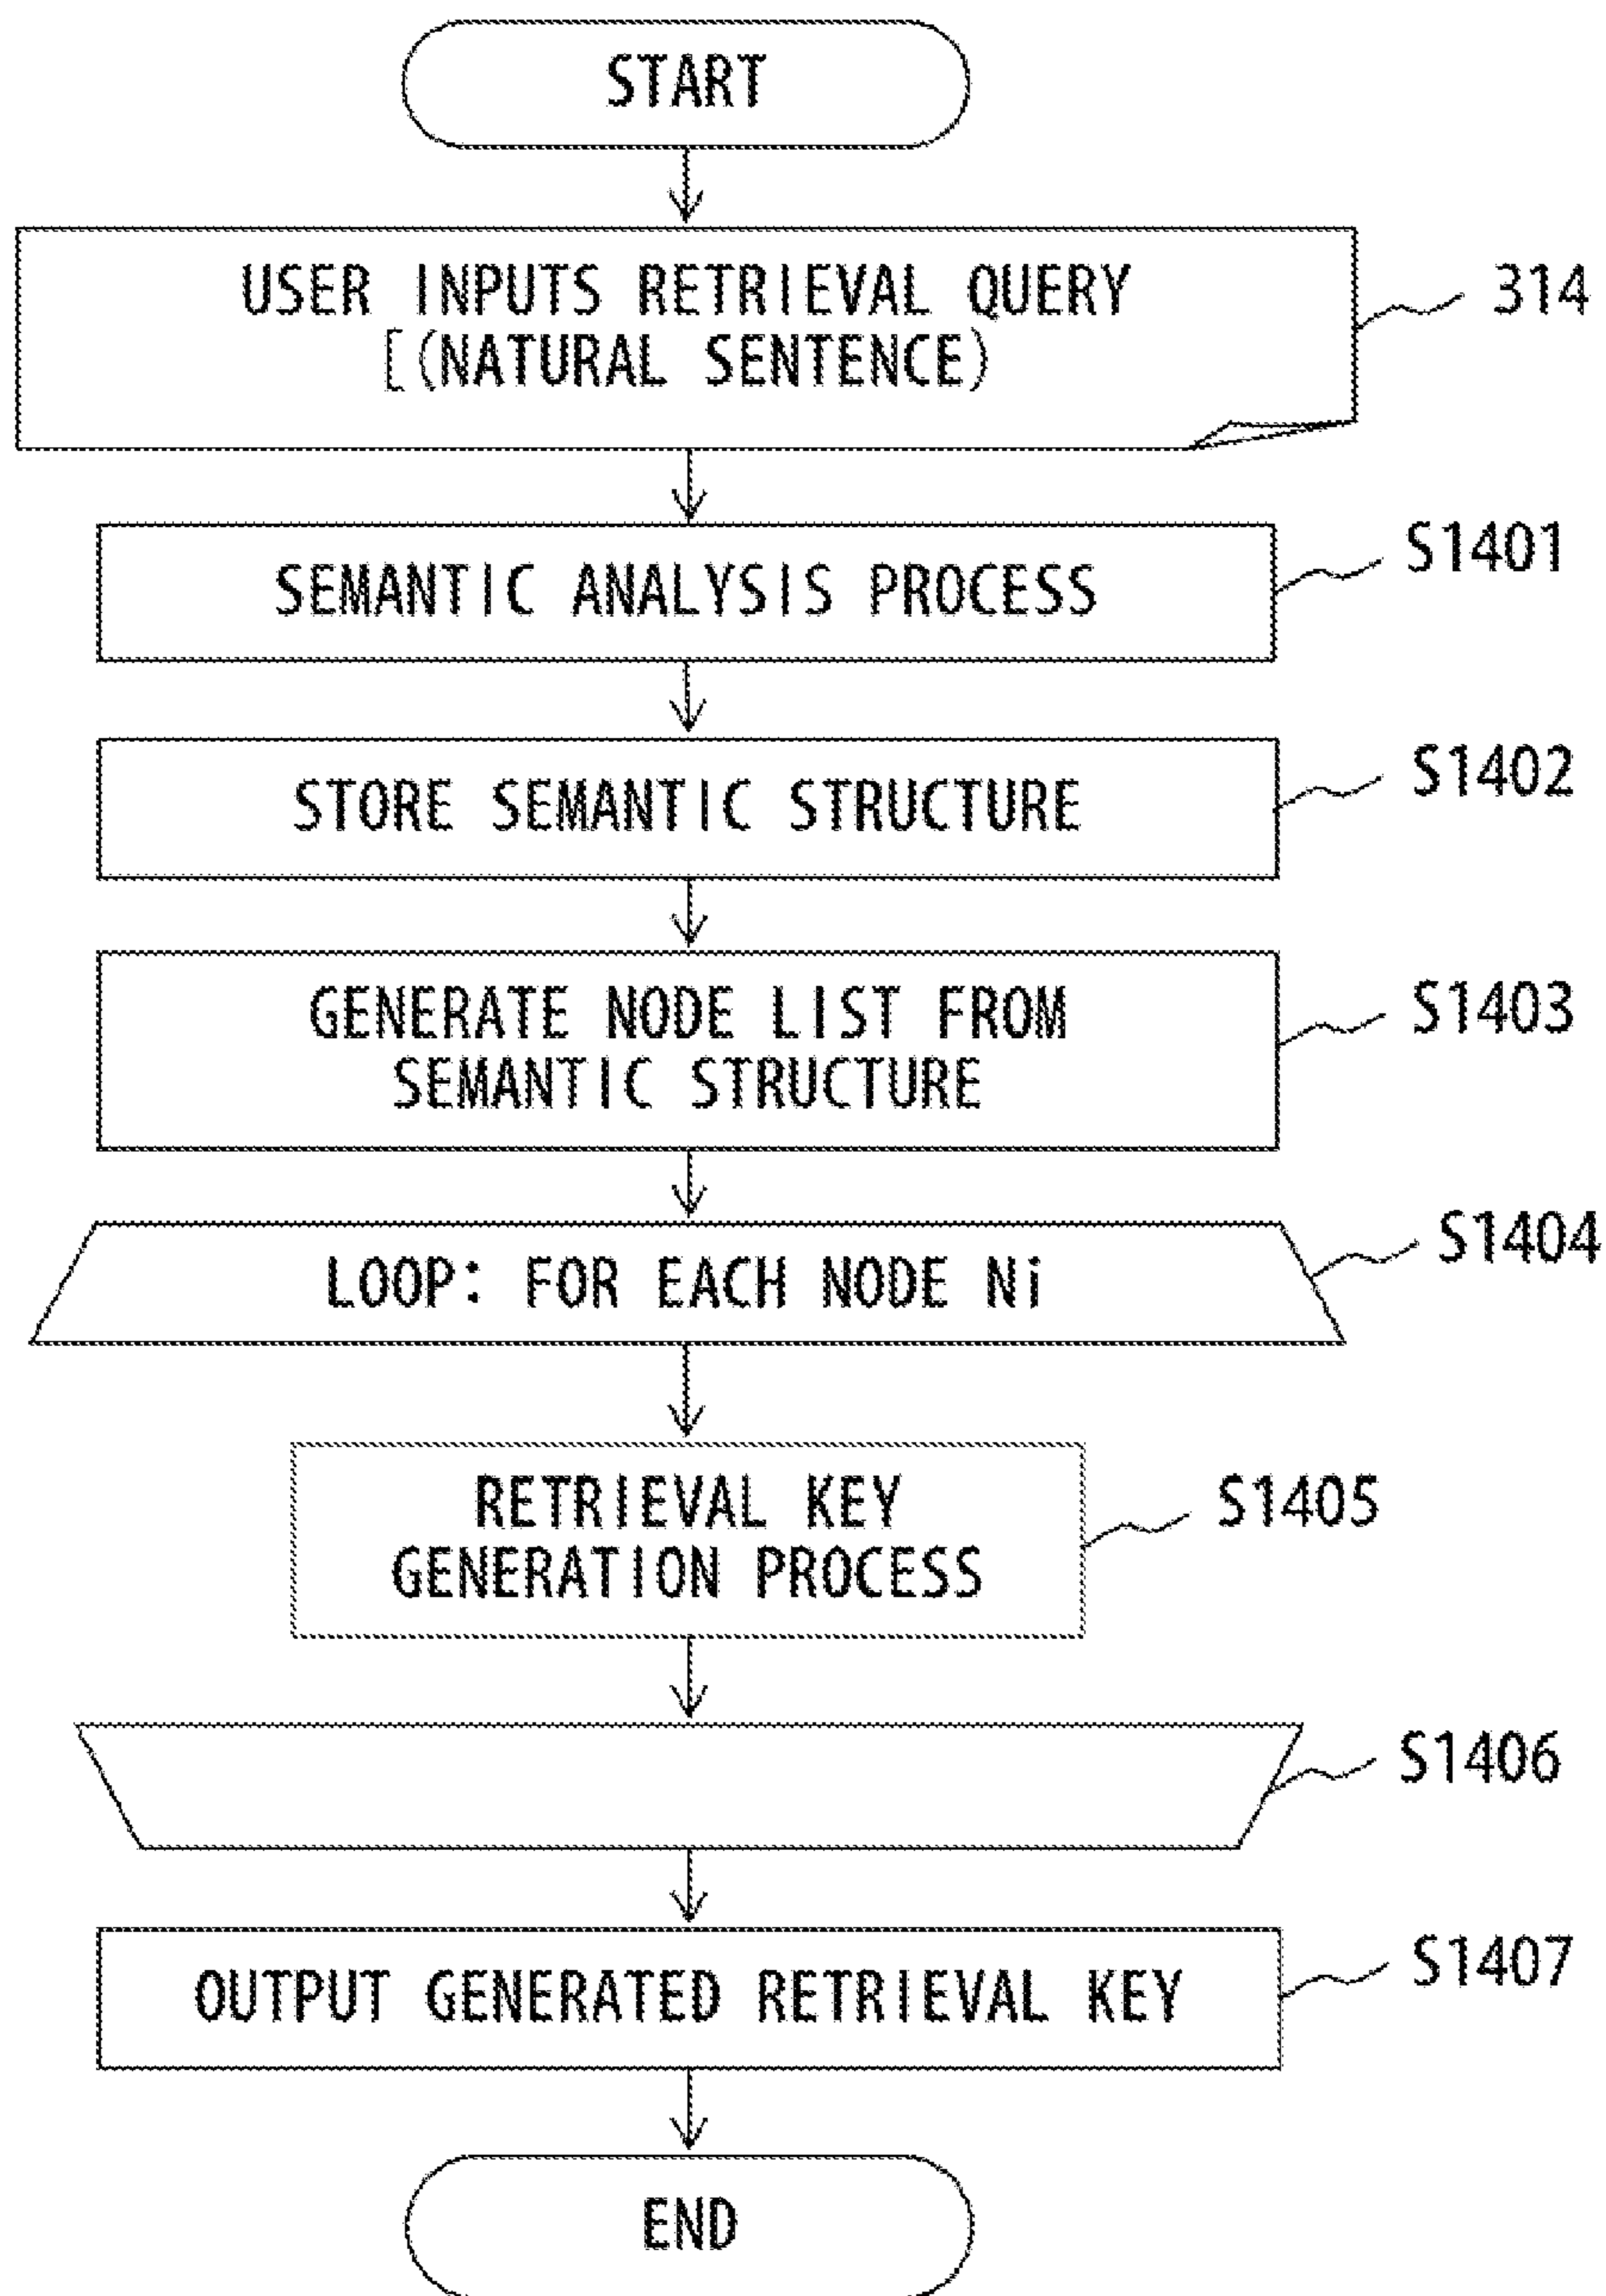 START
USER INPUTS RETRIEVAL QUERY
[(NATURAL SENTENCE)
314
SEMANTIC ANALYSIS PROCESS
S1401
STORE SEMANTIC STRUCTURE
S1402
GENERATE NODE LIST FROM
SEMANTIC STRUCTURE
S1403
LOOP: FOR EACH NODE Ni
S1404
RETRIEVAL KEY
GENERATION PROCESS
S1405
S1406
OUTPUT GENERATED RETRIEVAL KEY
S1407
END